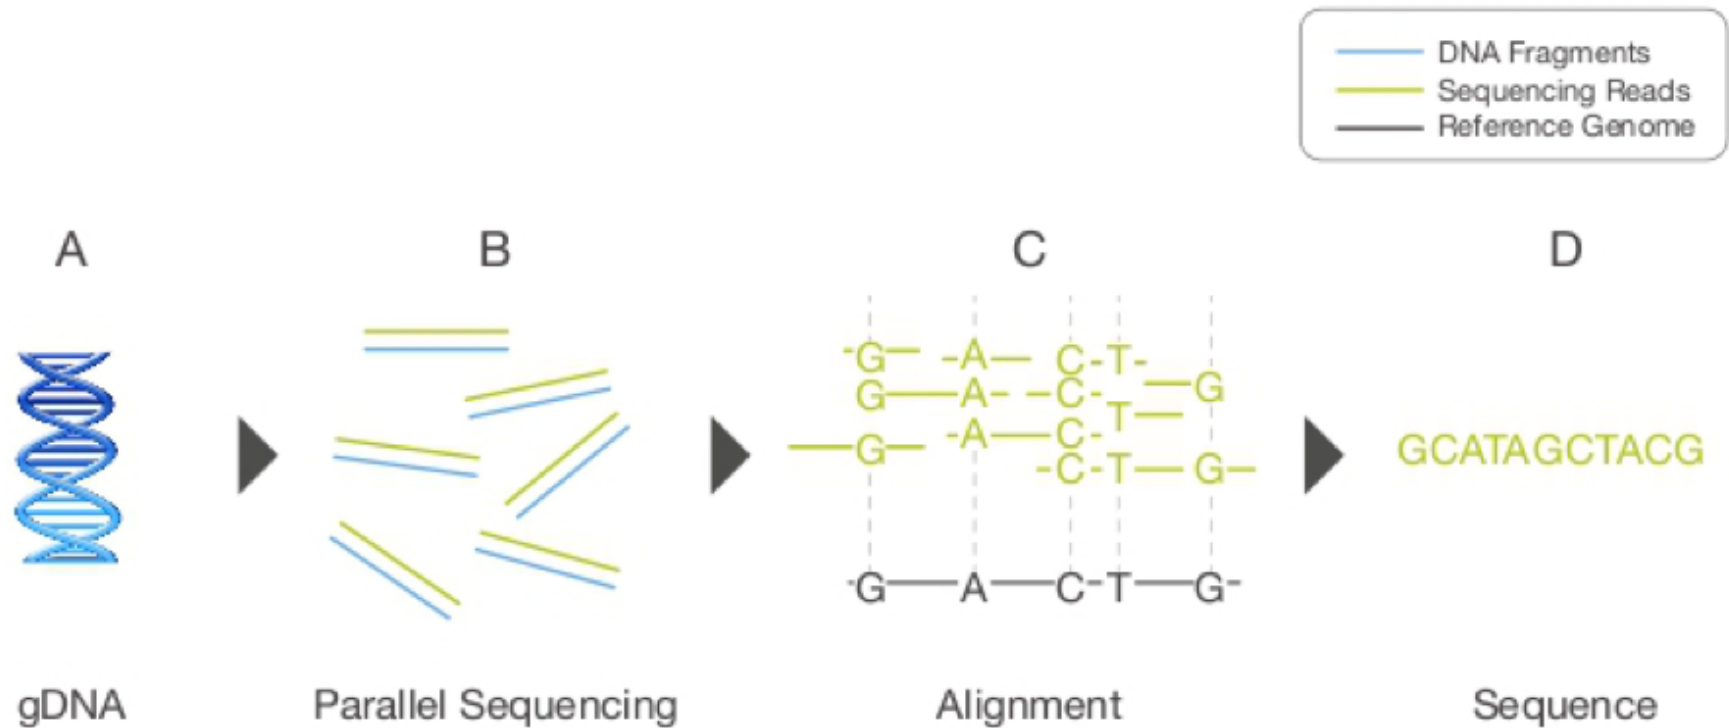 DNA Fragments
Sequencing Reads
Reference Genome
A
B
C
D
-G— -A— C-T-
G—A- -C- —G
-A—C- T—
—G—
-C-T—G—
-G—A—C-T—G-
GCATAGCTACG
gDNA
Parallel Sequencing
Alignment
Sequence